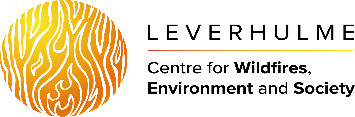 LEVERHULME
Centre for Wildfires,
Environment and Society